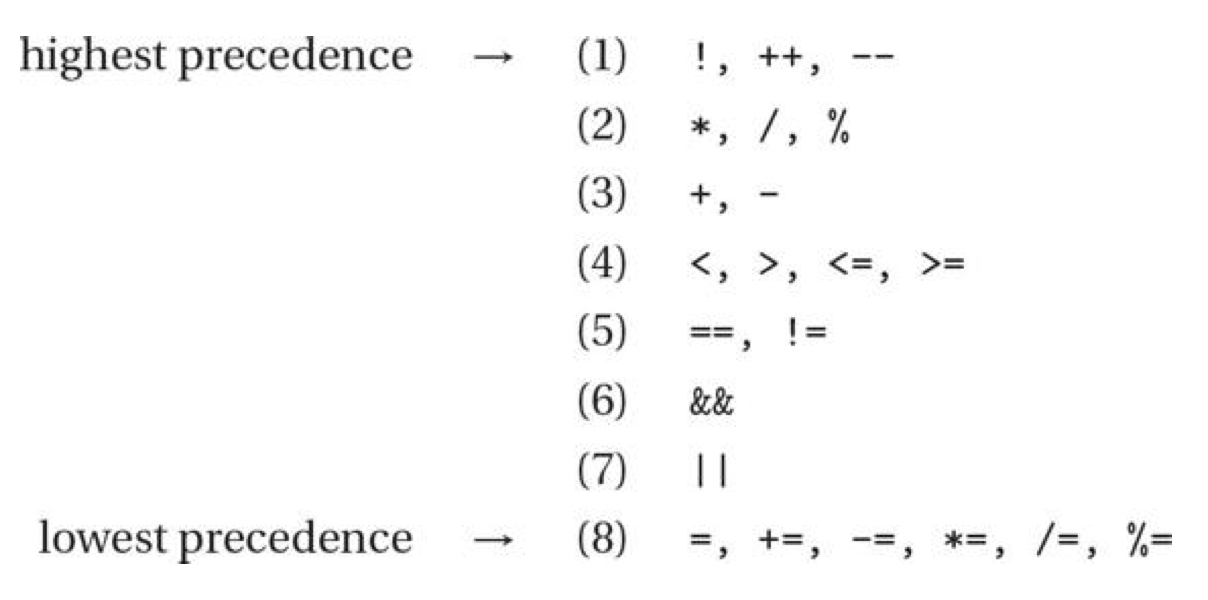 highest precedence → (1) !, ++, --
(2) *, /, %
(3) +, -
(4) <, >, <=, >=
(5) ==, !=
(6) &&
(7) ||
lowest precedence → (8) =, +=, -=, *=, /=, %=